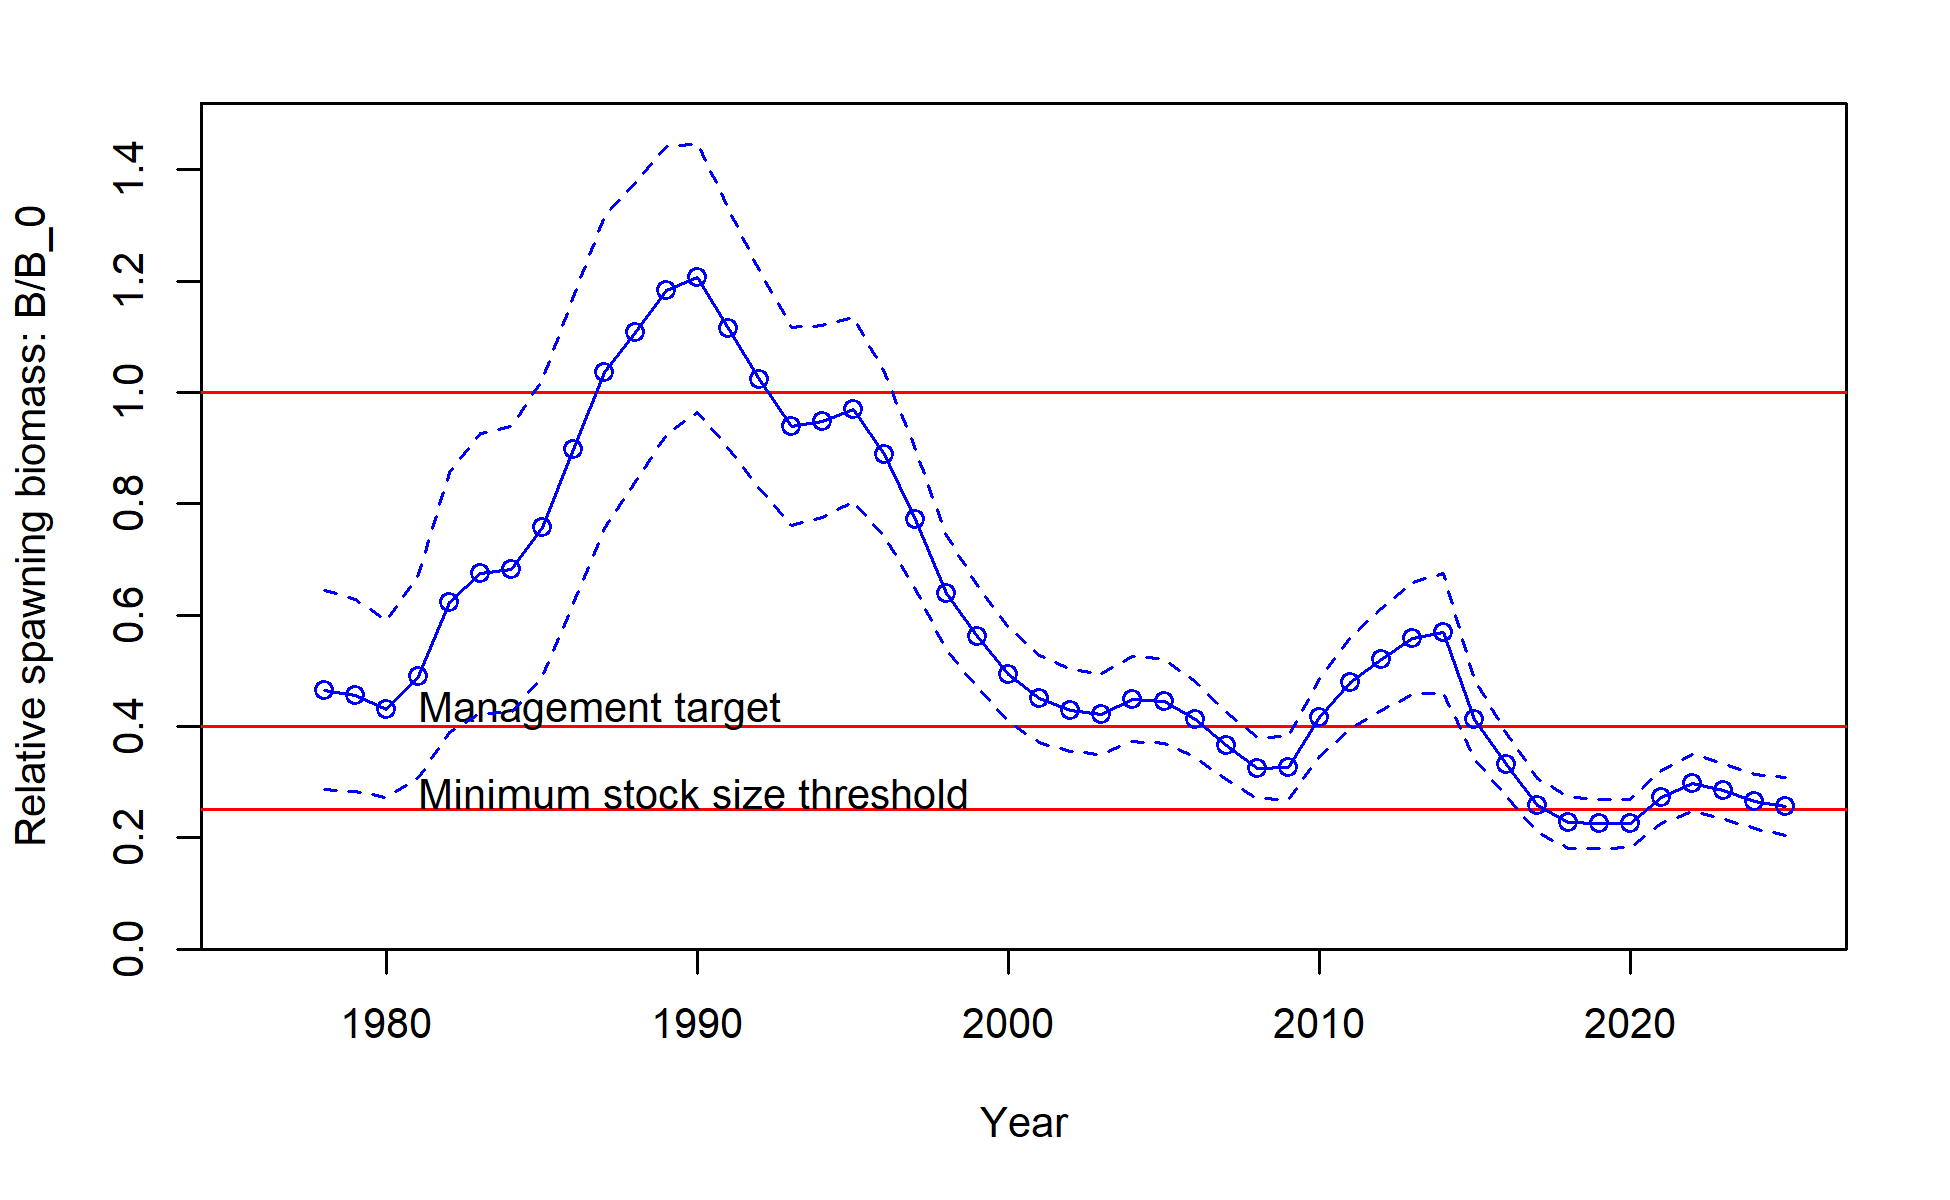 Relative spawning biomass: B/B_0
1.4
1.2
1.0
0.8
0.6
0.4
0.2
0.0
Management target
Minimum stock size threshold
1980 1990 2000 2010 2020
Year